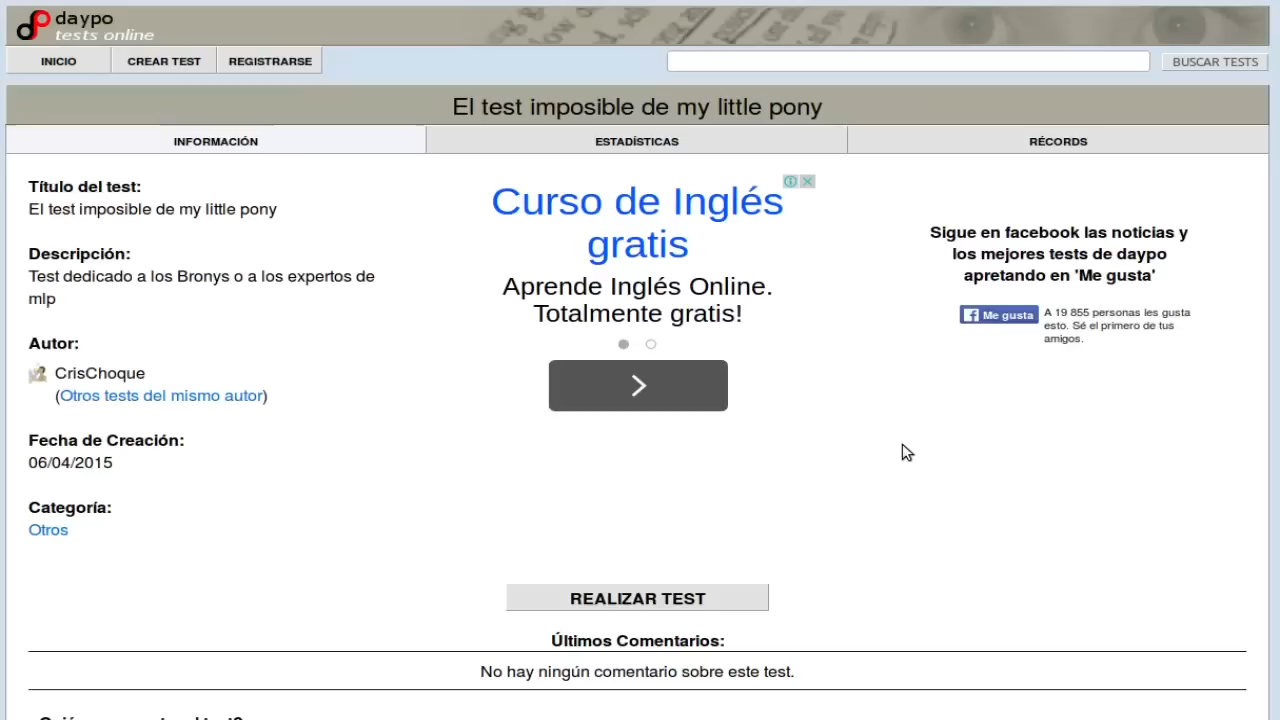 daypo
tests online
INICIO
CREAR TEST
REGISTRARSE
BUSCAR TESTS
El test imposible de my little pony
INFORMACIÓN
ESTADÍSTICAS
RÉCORDS
Título del test:
El test imposible de my little pony
Descripción:
Test dedicado a los Bronys o a los expertos de
mlp
Autor:
CrisChoque
(Otros tests del mismo autor)
Fecha de Creación:
06/04/2015
Categoría:
Otros
Curso de Inglés
gratis
Aprende Inglés Online.
Totalmente gratis!
Sigue en facebook las noticias y
los mejores tests de daypo
apretando en 'Me gusta'
Me gusta
A 19 855 personas les gusta
esto. Sé el primero de tus
amigos.
REALIZAR TEST
Últimos Comentarios:
No hay ningún comentario sobre este test.